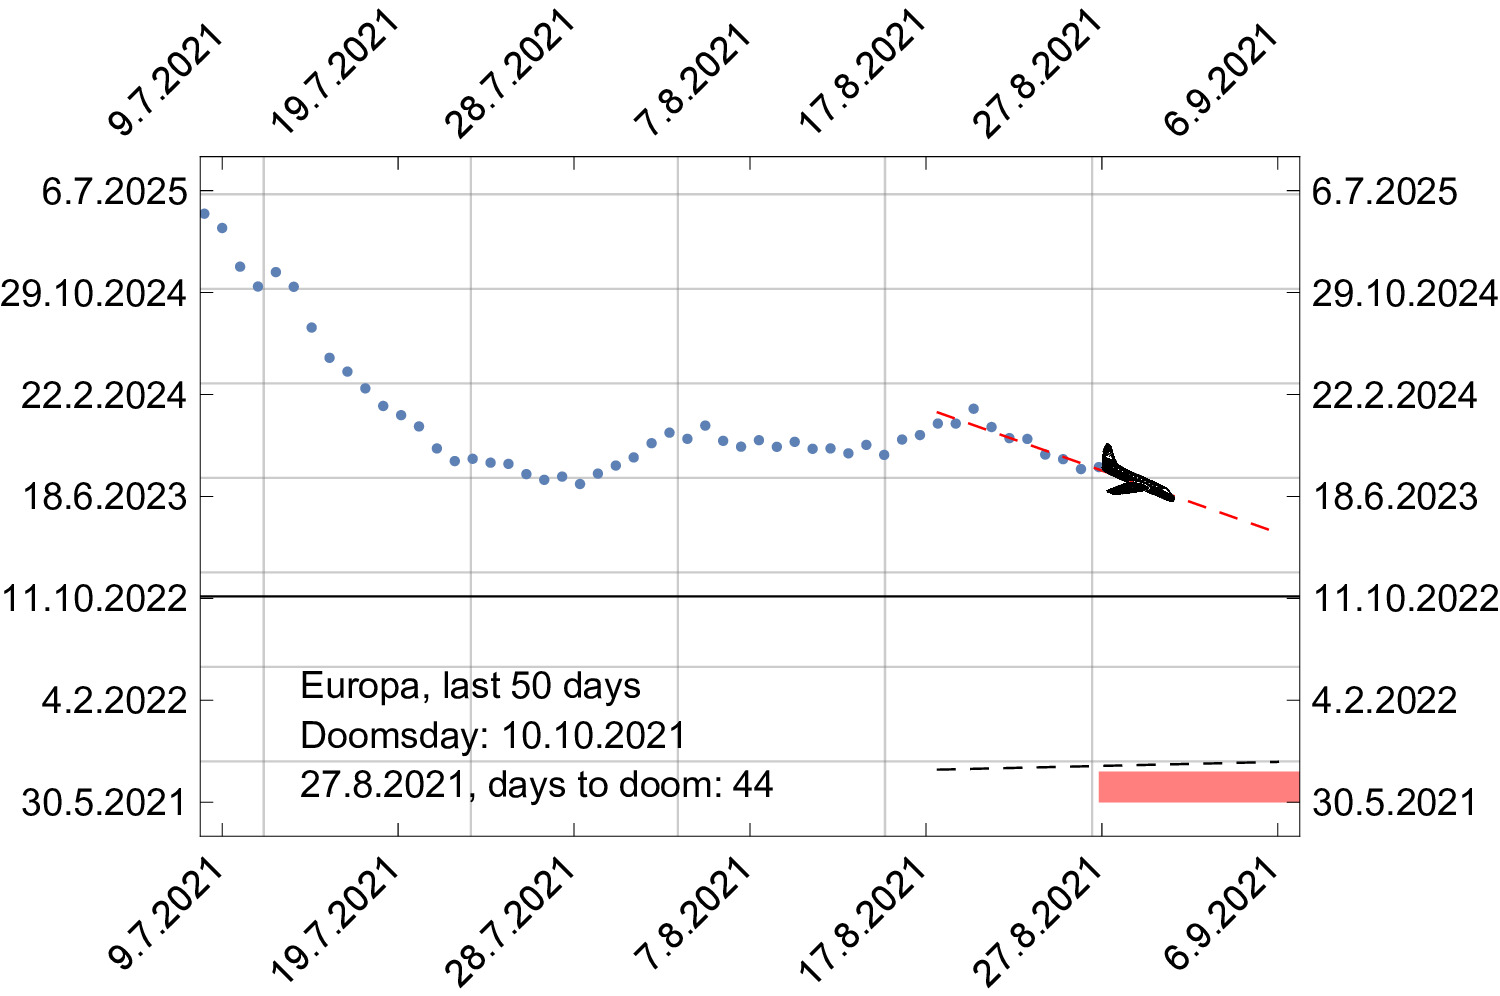 9.7.2021 19.7.2021 28.7.2021 7.8.2021 17.8.2021 27.8.2021 6.9.2021
6.7.2025 6.7.2025
29.10.2024 29.10.2024
22.2.2024 22.2.2024
18.6.2023 18.6.2023
11.10.2022 11.10.2022
Europa, last 50 days
4.2.2022 4.2.2022
Doomsday: 10.10.2021
27.8.2021, days to doom: 44
30.5.2021 30.5.2021
9.7.2021 19.7.2021 28.7.2021 7.8.2021 17.8.2021 27.8.2021 6.9.2021